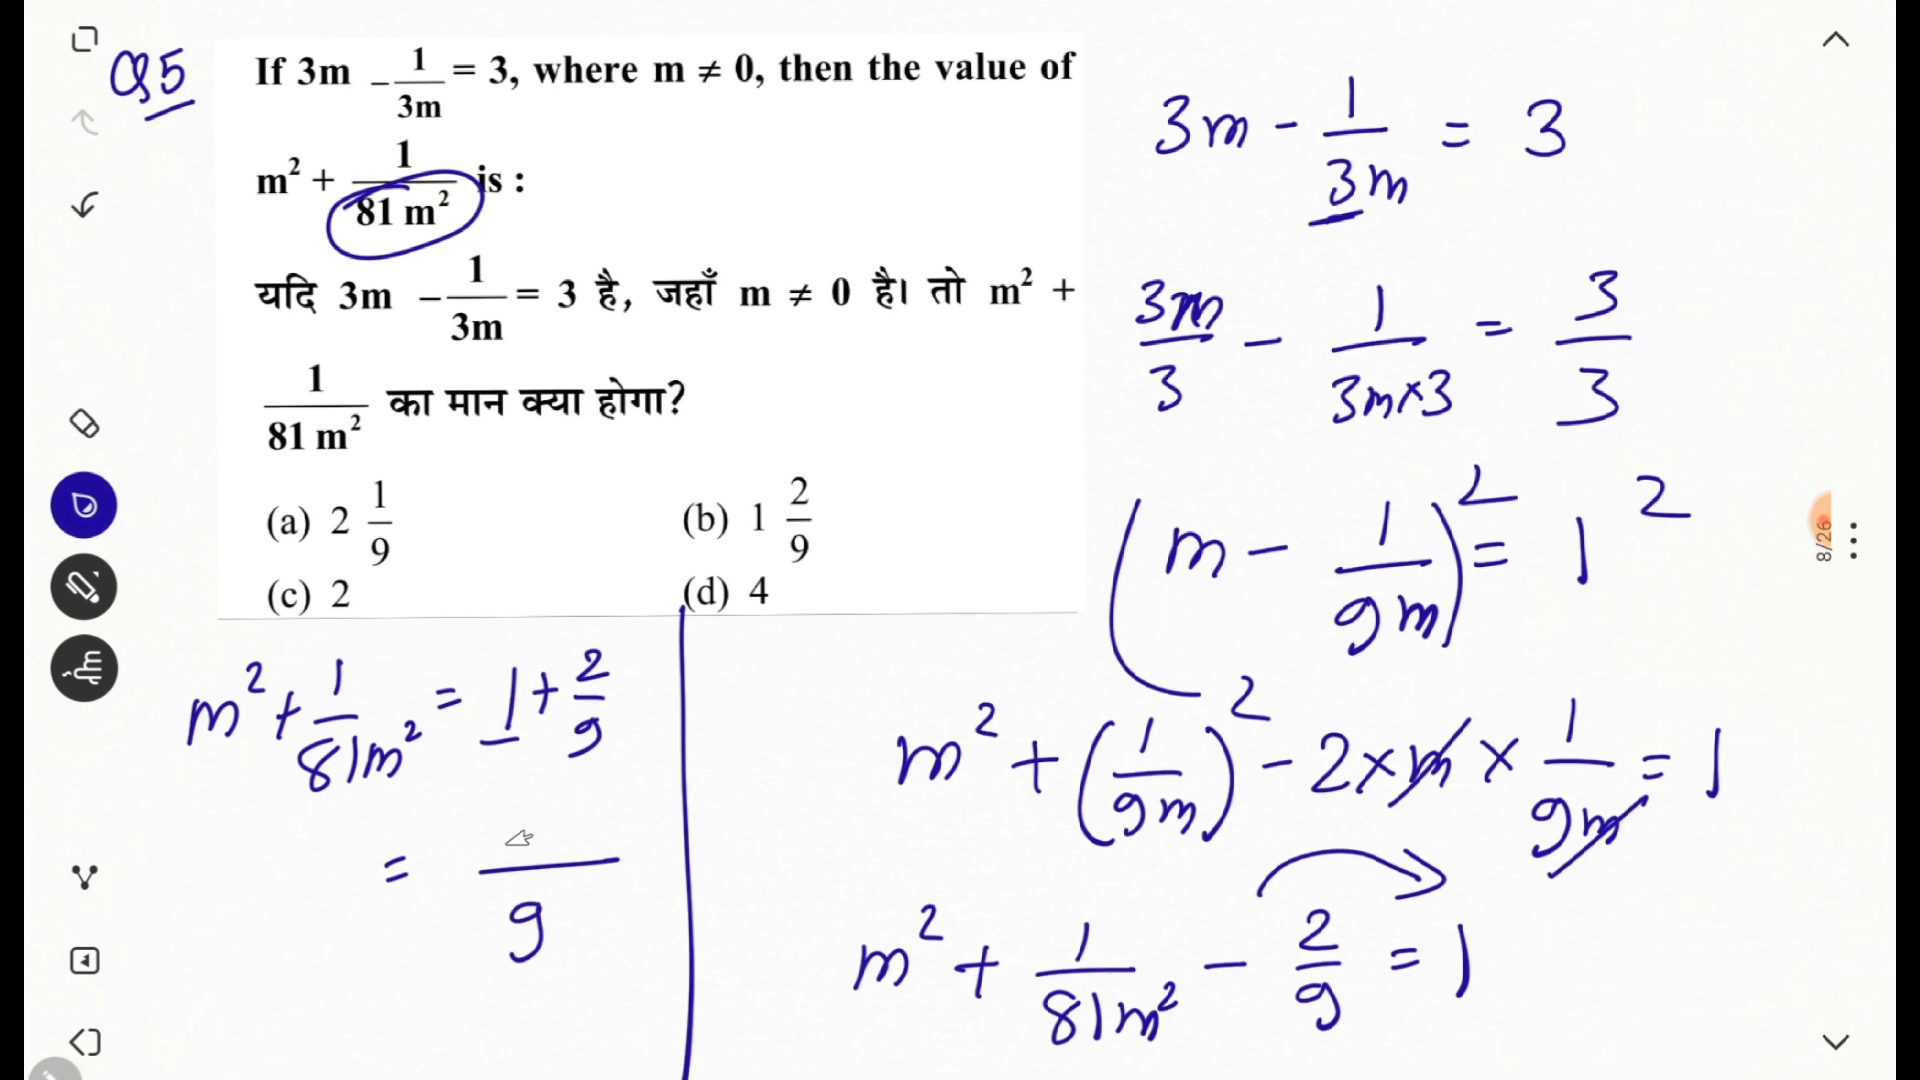 Q5
If 3m - 1/3m = 3, where m ≠ 0, then the value of
m² + 1/81 m² is :
यदि 3m - 1/3m = 3 है, जहाँ m ≠ 0 है। तो m² +
1/81 m² का मान क्या होगा?
(a) 2 1/9 (b) 1 2/9
(c) 2 (d) 4
3m - 1/3m = 3
3m/3 - 1/3m×3 = 3/3
(m - 1/9m)² = 1²
m² + (1/9m)² - 2×m×1/9m = 1
m² + 1/81m² - 2/9 = 1
m² + 1/81m² = 1 + 2/9
= /9
8/26